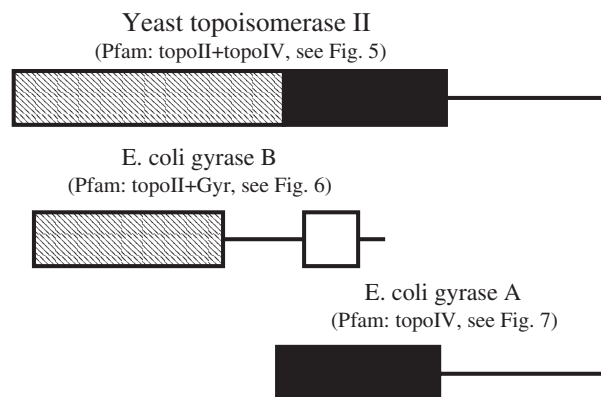 Yeast topoisomerase II
(Pfam: topoII+topoIV, see Fig. 5)
E. coli gyrase B
(Pfam: topoII+Gyr, see Fig. 6)
E. coli gyrase A
(Pfam: topoIV, see Fig. 7)